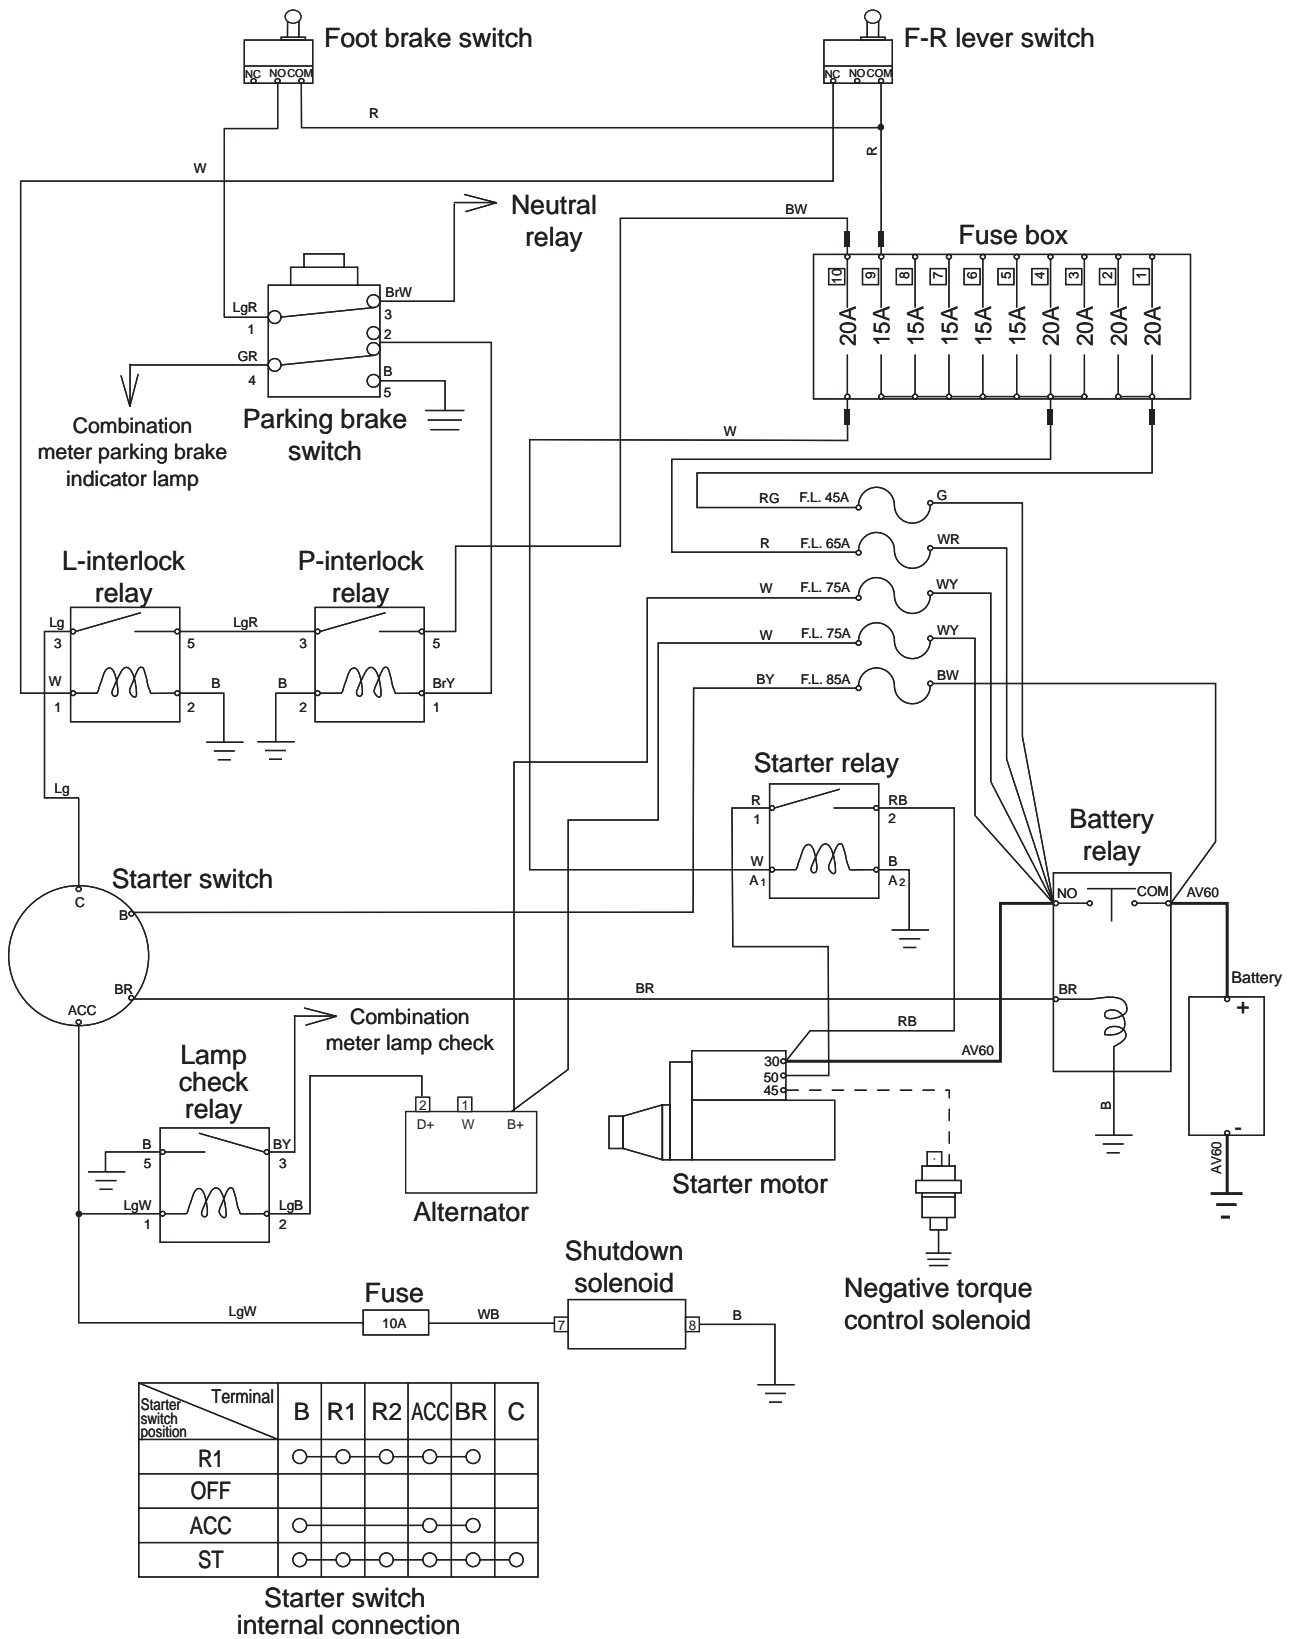 Foot brake switch
NC NO COM
F-R lever switch
NC NO COM
R
R
W
Neutral
relay
BW
Fuse box
10 9 8 7 6 5 4 3 2 1
20A 15A 15A 15A 15A 15A 20A 20A 20A 20A
LgR
1
BrW
3
2
GR
4
B
5
Parking brake
switch
Combination
meter parking brake
indicator lamp
W
RG F.L. 45A G
R F.L. 65A WR
W F.L. 75A WY
W F.L. 75A WY
BY F.L. 85A BW
L-interlock
relay
Lg
3
LgR
5
W
1
B
2
P-interlock
relay
3
5
B
2
BrY
1
Lg
Starter relay
R
1
RB
2
W
A1
B
A2
Battery
relay
NO
COM
AV60
BR
B
Battery
+
-
AV60
Starter switch
C
B
BR
ACC
BR
RB
AV60
Combination
meter lamp check
Lamp
check
relay
B
5
BY
3
LgW
1
LgB
2
2 1
D+ W B+
Alternator
30
50
45
Starter motor
Negative torque
control solenoid
Shutdown
solenoid
LgW
Fuse
10A
WB
7
8
B
Terminal
Starter
switch
position
B R1 R2 ACC BR C
R1
OFF
ACC
ST
Starter switch
internal connection